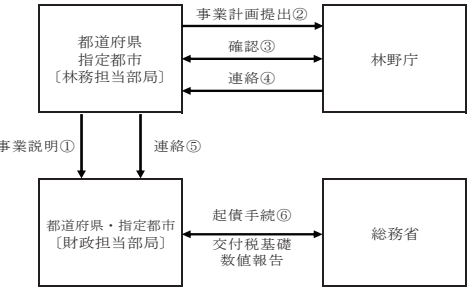 事業計画提出②
都道府県
指定都市
〔林務担当部局〕
確認③
林野庁
連絡④
事業説明①
連絡⑤
都道府県・指定都市
〔財政担当部局〕
起債手続⑥
総務省
交付税基礎
数値報告